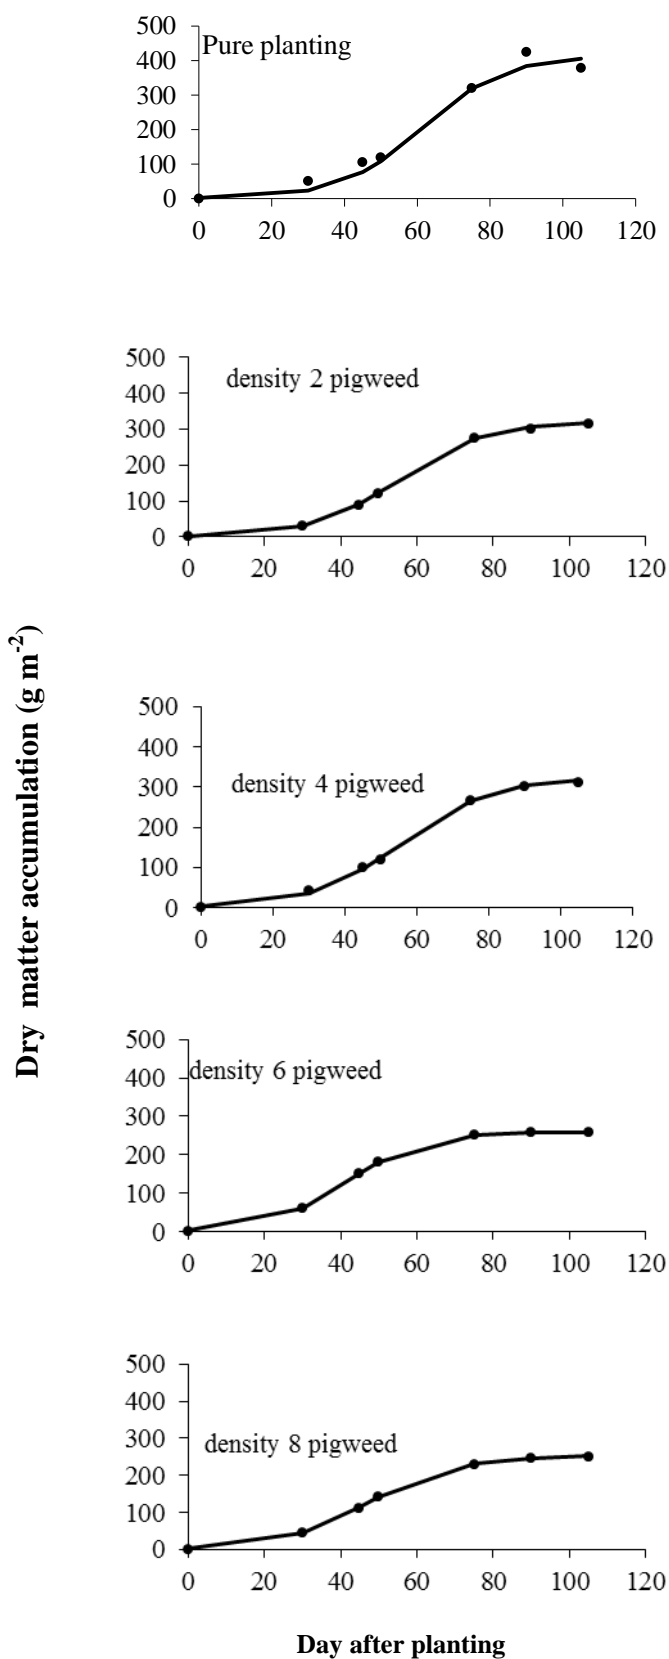 500
Pure planting
400
300
200
100
0
0 20 40 60 80 100 120
500
density 2 pigweed
400
300
200
100
0
0 20 40 60 80 100 120
Dry matter accumulation (g m-2)
500
400
density 4 pigweed
300
200
100
0
0 20 40 60 80 100 120
500
density 6 pigweed
400
300
200
100
0
0 20 40 60 80 100 120
500
400
density 8 pigweed
300
200
100
0
0 20 40 60 80 100 120
Day after planting